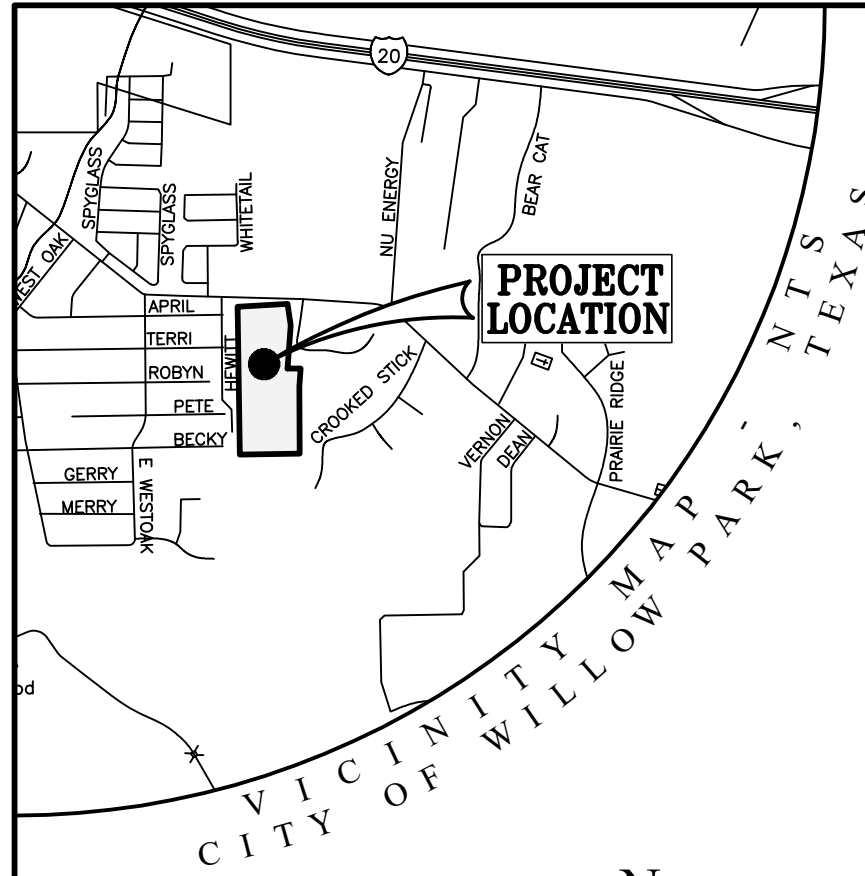 20
SPYGLASS
SPYGLASS
WHITETAIL
NU ENERGY
BEAR CAT
WEST OAK
PROJECT
LOCATION
APRIL
TERRI
HEWITT
ROBYN
PETE
BECKY
CROOKED STICK
GERRY
MERRY
E WESTOAK
VERNON
DEAN
PRAIRIE RIDGE
od
VICINITY MAP - NTS
CITY OF WILLOW PARK, TEXAS
N